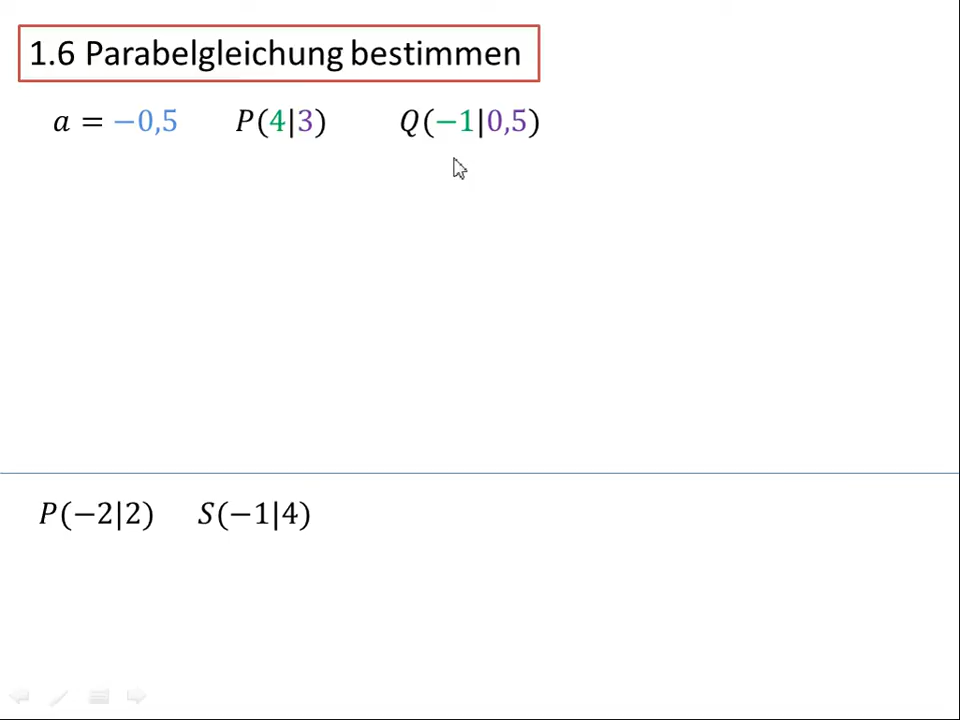 1.6 Parabelgleichung bestimmen
a = −0,5 P(4|3) Q(−1|0,5)
P(−2|2) S(−1|4)